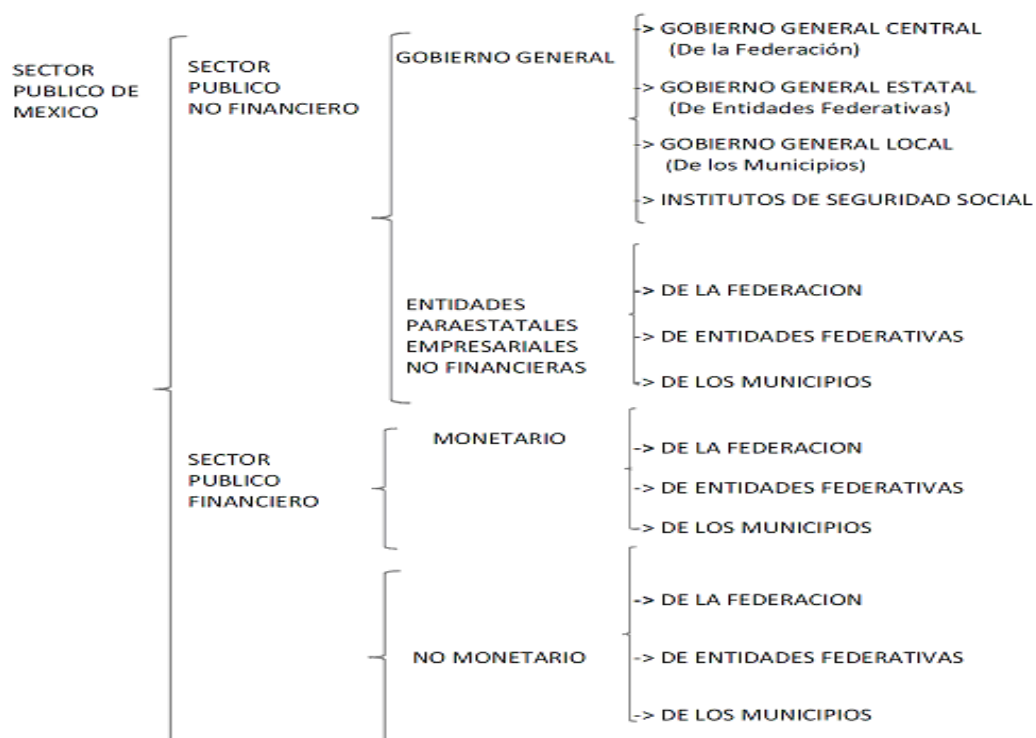 SECTOR
PUBLICO DE
MEXICO
SECTOR
PUBLICO
NO FINANCIERO
GOBIERNO GENERAL
-> GOBIERNO GENERAL CENTRAL
(De la Federación)
-> GOBIERNO GENERAL ESTATAL
(De Entidades Federativas)
-> GOBIERNO GENERAL LOCAL
(De los Municipios)
-> INSTITUTOS DE SEGURIDAD SOCIAL
ENTIDADES
PARAESTATALES
EMPRESARIALES
NO FINANCIERAS
-> DE LA FEDERACION
-> DE ENTIDADES FEDERATIVAS
-> DE LOS MUNICIPIOS
SECTOR
PUBLICO
FINANCIERO
MONETARIO
-> DE LA FEDERACION
-> DE ENTIDADES FEDERATIVAS
-> DE LOS MUNICIPIOS
NO MONETARIO
-> DE LA FEDERACION
-> DE ENTIDADES FEDERATIVAS
-> DE LOS MUNICIPIOS